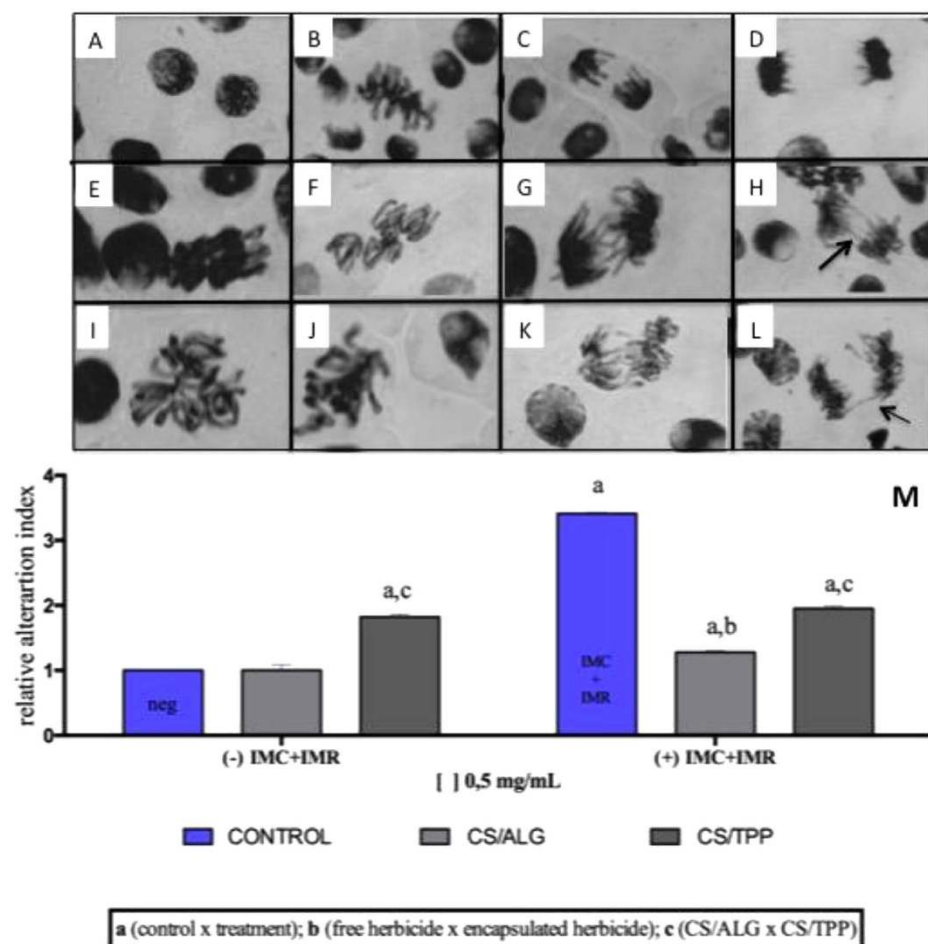 A B C D
E F G H
I J K L
M
relative alterartion index
4
3
2
1
0
a
a,c
a,b
a,c
neg
IMC
+
IMR
(-) IMC+IMR (+) IMC+IMR
[ ] 0,5 mg/mL
CONTROL CS/ALG CS/TPP
a (control x treatment); b (free herbicide x encapsulated herbicide); c (CS/ALG x CS/TPP)